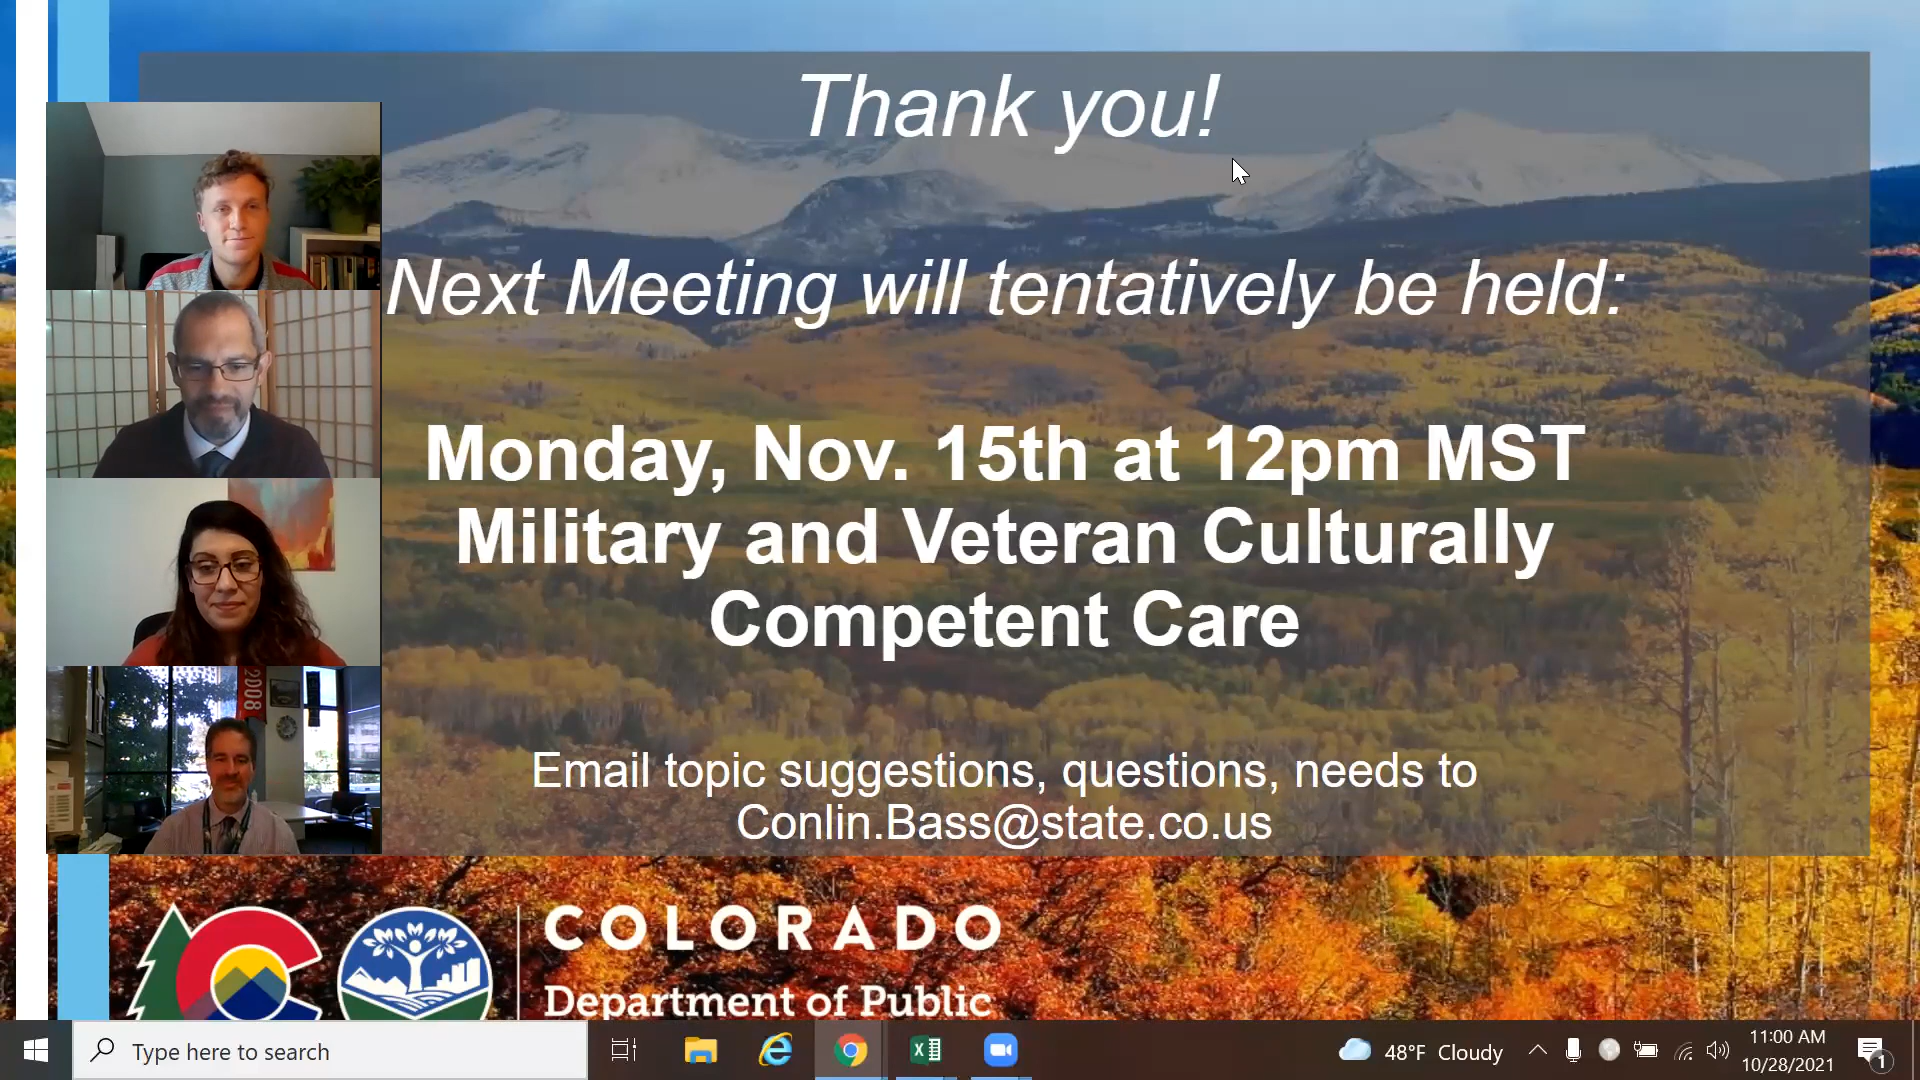 Thank you!
Next Meeting will tentatively be held:
Monday, Nov. 15th at 12pm MST
Military and Veteran Culturally
Competent Care
2008
Email topic suggestions, questions, needs to
Conlin.Bass@state.co.us
COLORADO
Department of Public
Type here to search
48°F Cloudy
11:00 AM
10/28/2021
1